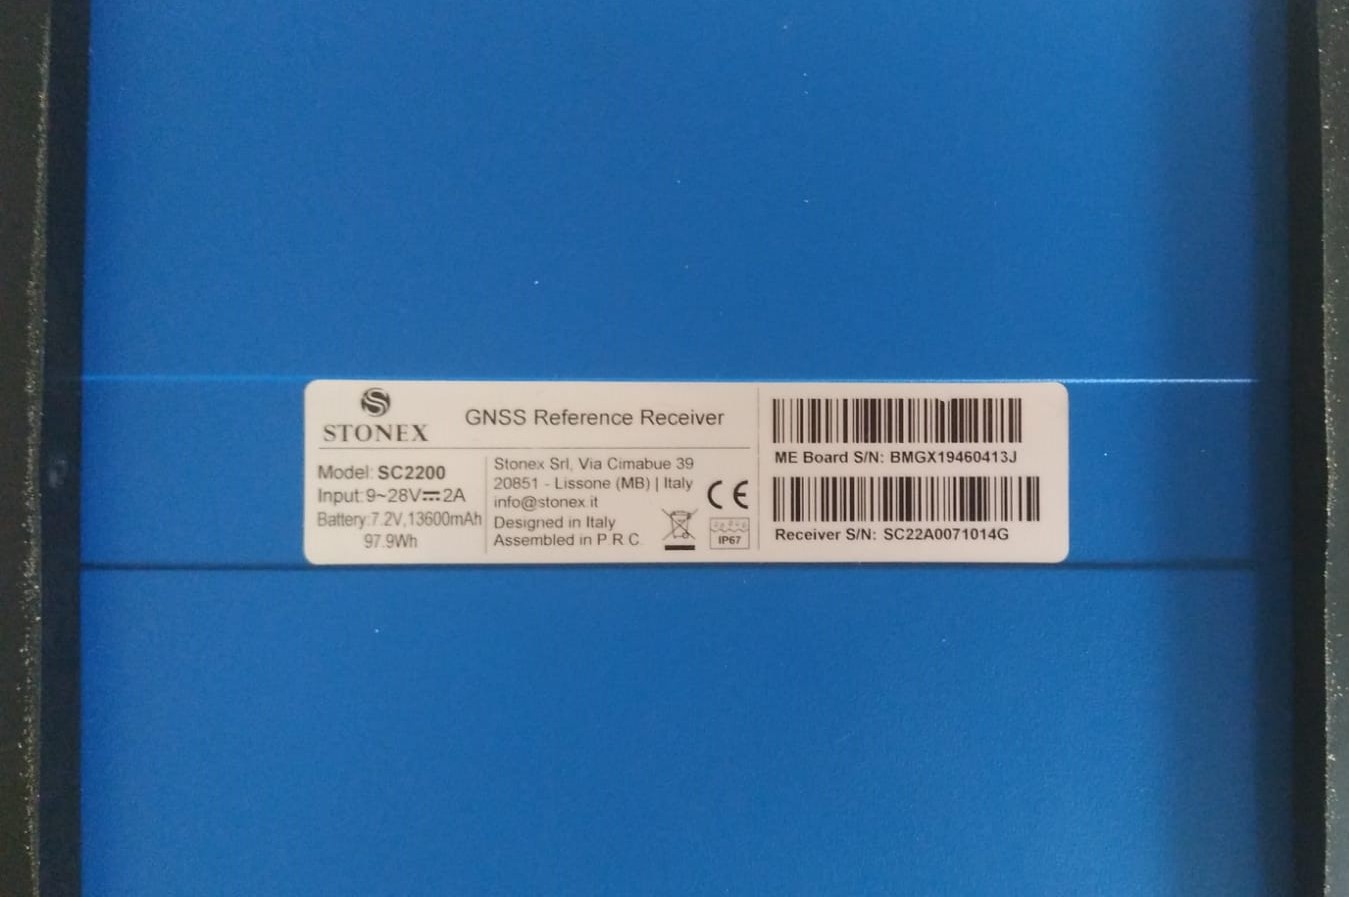 STONEX
GNSS Reference Receiver
Model: SC2200
Input: 9~28V⎓2A
Battery:7.2V,13600mAh
97.9Wh
Stonex Srl, Via Cimabue 39
20851 - Lissone (MB) | Italy
info@stonex.it
Designed in Italy
Assembled in P.R.C.
CE
IP67
ME Board S/N: BMGX19460413J
Receiver S/N: SC22A0071014G